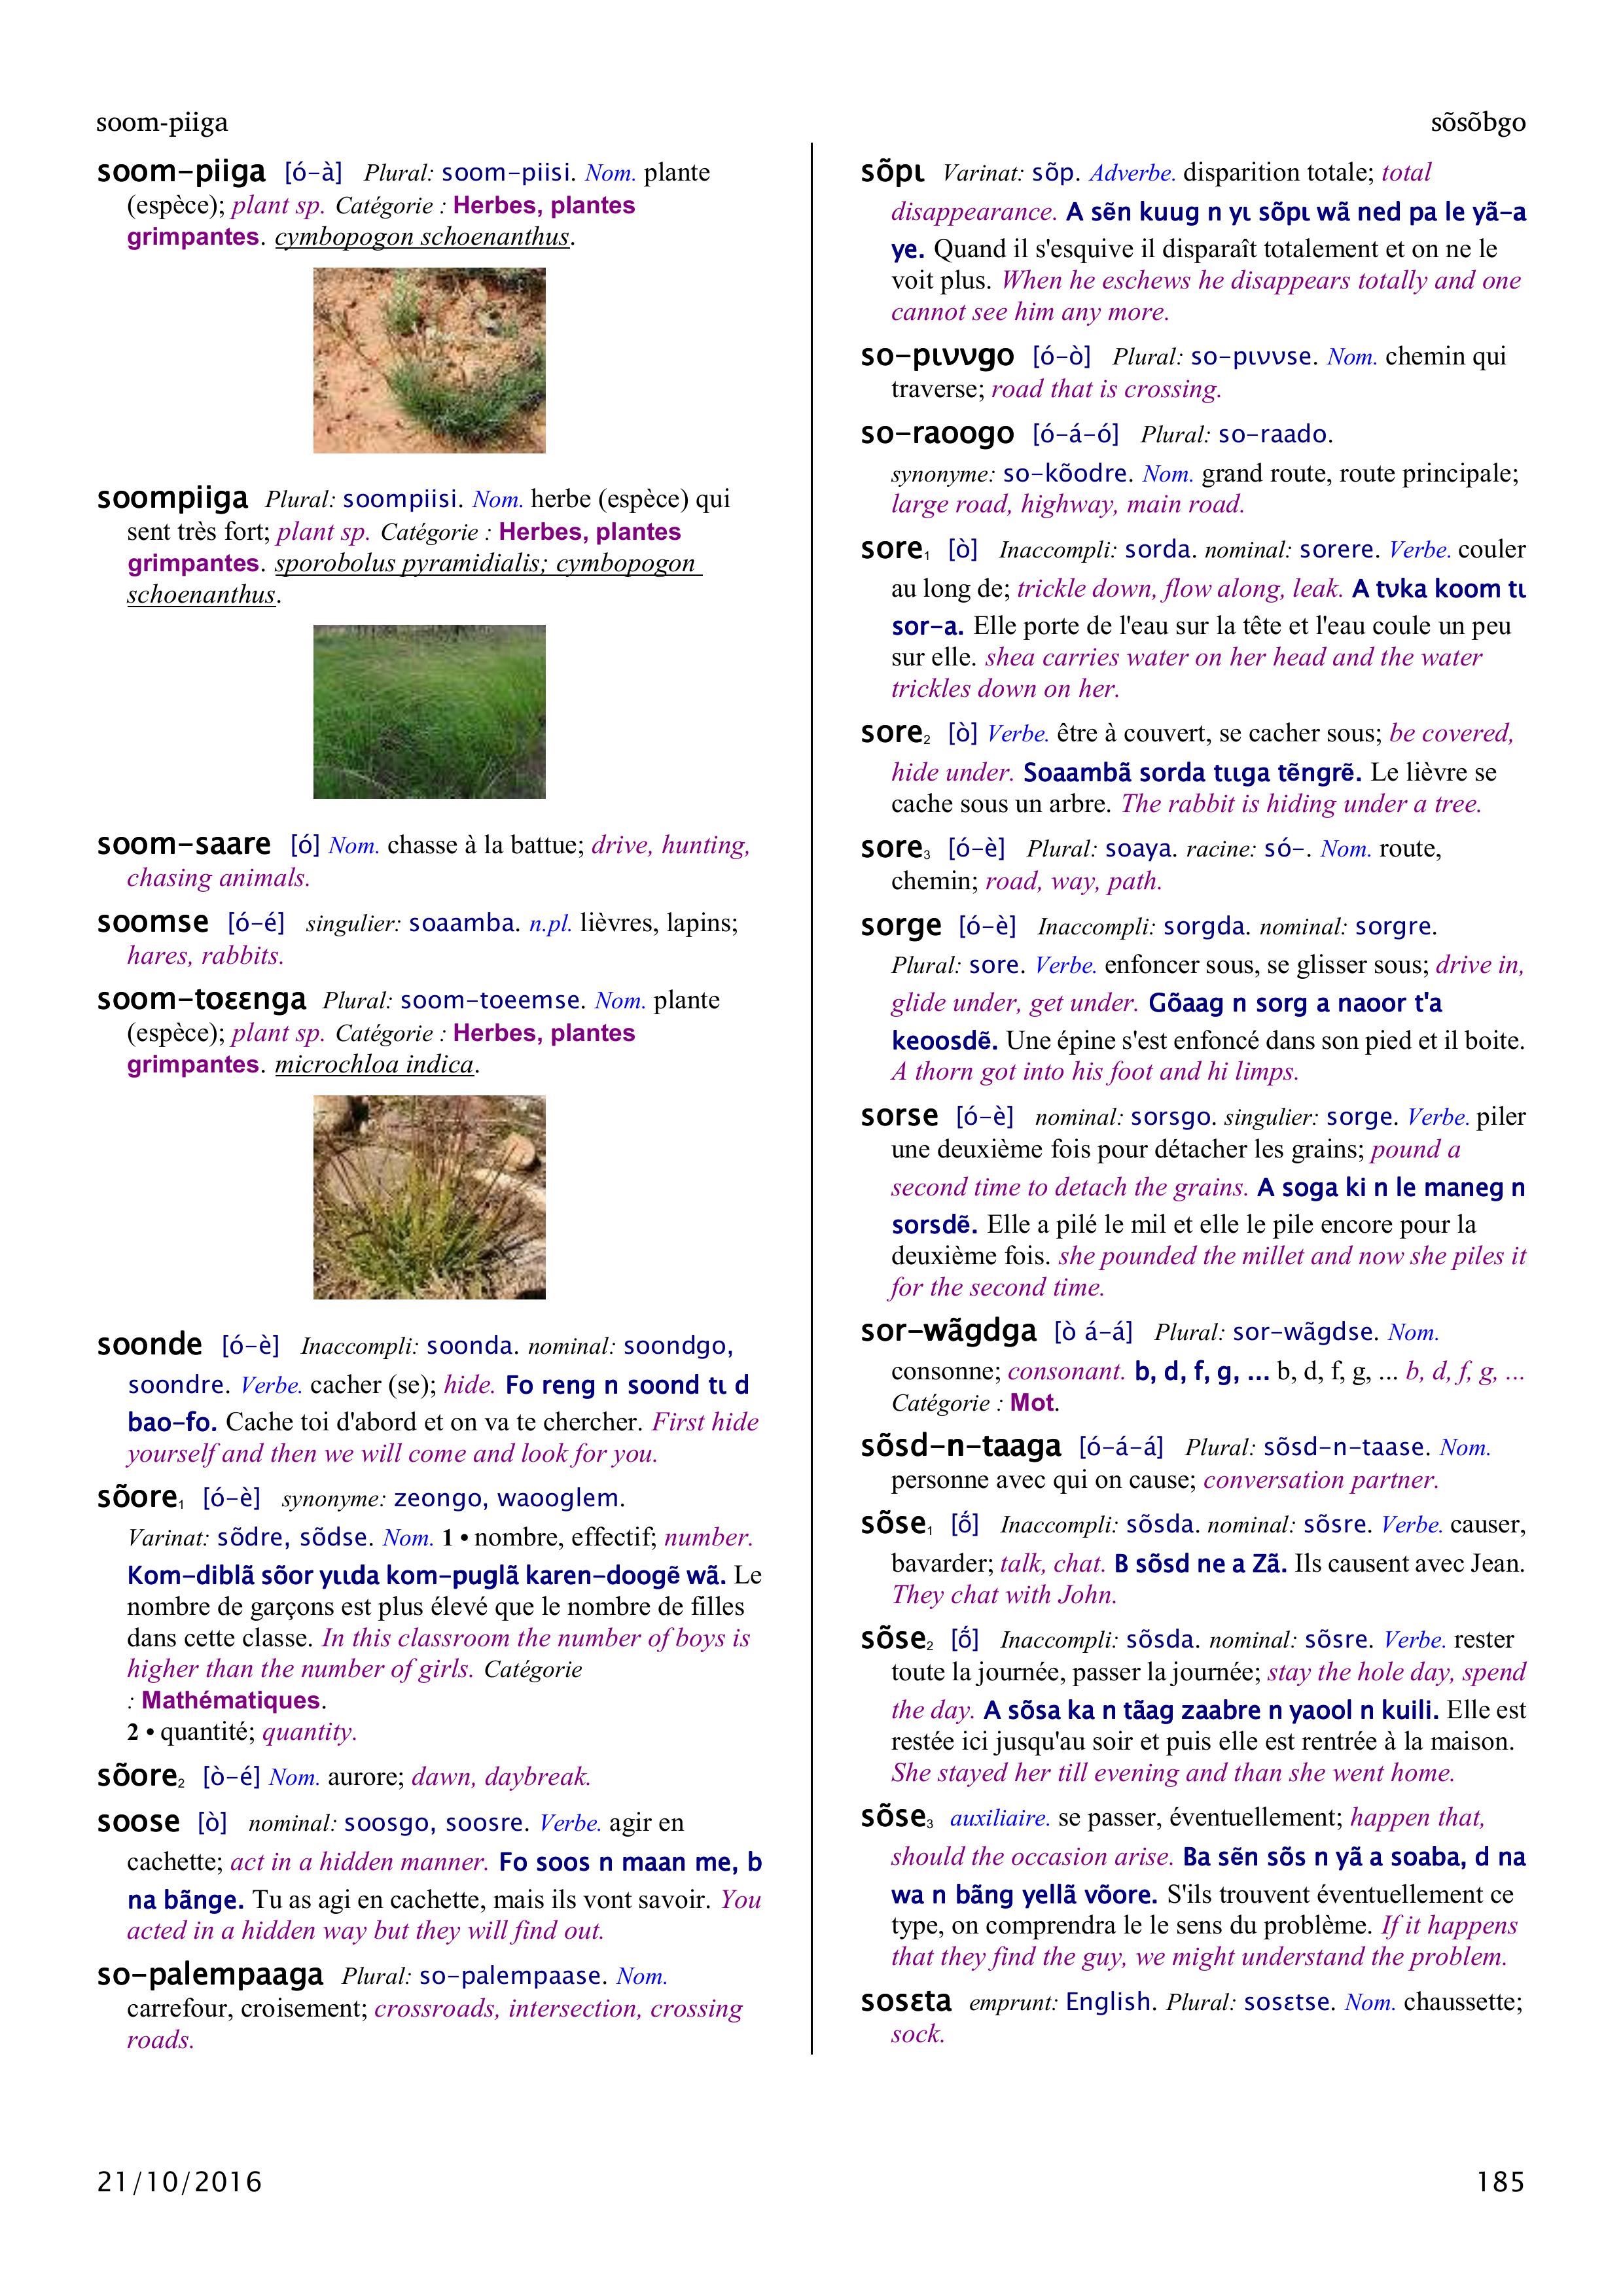 soom-piiga
sõsõbgo
soom-piiga [ó-à] Plural: soom-piisi. Nom. plante
(espèce); plant sp. Catégorie : Herbes, plantes
grimpantes. cymbopogon schoenanthus.
soompiiga Plural: soompiisi. Nom. herbe (espèce) qui
sent très fort; plant sp. Catégorie : Herbes, plantes
grimpantes. sporobolus pyramidialis; cymbopogon
schoenanthus.
soom-saare [ó] Nom. chasse à la battue; drive, hunting,
chasing animals.
soomse [ó-é] singulier: soaamba. n.pl. lièvres, lapins;
hares, rabbits.
soom-toɛɛnga Plural: soom-toeemse. Nom. plante
(espèce); plant sp. Catégorie : Herbes, plantes
grimpantes. microchloa indica.
soonde [ó-è] Inaccompli: soonda. nominal: soondgo,
soondre. Verbe. cacher (se); hide. Fo reng n soond tɩ d
bao-fo. Cache toi d'abord et on va te chercher. First hide
yourself and then we will come and look for you.
sõore₁ [ó-è] synonyme: zeongo, waooglem.
Varinat: sõdre, sõdse. Nom. 1 • nombre, effectif; number.
Kom-diblã sõor yɩɩda kom-puglã karen-doogẽ wã. Le
nombre de garçons est plus élevé que le nombre de filles
dans cette classe. In this classroom the number of boys is
higher than the number of girls. Catégorie
: Mathématiques.
2 • quantité; quantity.
sõore₂ [ò-é] Nom. aurore; dawn, daybreak.
soose [ò] nominal: soosgo, soosre. Verbe. agir en
cachette; act in a hidden manner. Fo soos n maan me, b
na bãnge. Tu as agi en cachette, mais ils vont savoir. You
acted in a hidden way but they will find out.
so-palempaaga Plural: so-palempaase. Nom.
carrefour, croisement; crossroads, intersection, crossing
roads.
sõpɩ Varinat: sõp. Adverbe. disparition totale; total
disappearance. A sẽn kuug n yɩ sõpɩ wã ned pa le yã-a
ye. Quand il s'esquive il disparaît totalement et on ne le
voit plus. When he eschews he disappears totally and one
cannot see him any more.
so-pɩʋʋgo [ó-ò] Plural: so-pɩʋʋse. Nom. chemin qui
traverse; road that is crossing.
so-raoogo [ó-á-ó] Plural: so-raado.
synonyme: so-kõodre. Nom. grand route, route principale;
large road, highway, main road.
sore₁ [ò] Inaccompli: sorda. nominal: sorere. Verbe. couler
au long de; trickle down, flow along, leak. A tʋka koom tɩ
sor-a. Elle porte de l'eau sur la tête et l'eau coule un peu
sur elle. shea carries water on her head and the water
trickles down on her.
sore₂ [ò] Verbe. être à couvert, se cacher sous; be covered,
hide under. Soaambã sorda tɩɩga tẽngrẽ. Le lièvre se
cache sous un arbre. The rabbit is hiding under a tree.
sore₃ [ó-è] Plural: soaya. racine: só-. Nom. route,
chemin; road, way, path.
sorge [ó-è] Inaccompli: sorgda. nominal: sorgre.
Plural: sore. Verbe. enfoncer sous, se glisser sous; drive in,
glide under, get under. Gõaag n sorg a naoor t'a
keoosdẽ. Une épine s'est enfoncé dans son pied et il boite.
A thorn got into his foot and hi limps.
sorse [ó-è] nominal: sorsgo. singulier: sorge. Verbe. piler
une deuxième fois pour détacher les grains; pound a
second time to detach the grains. A soga ki n le maneg n
sorsdẽ. Elle a pilé le mil et elle le pile encore pour la
deuxième fois. she pounded the millet and now she piles it
for the second time.
sor-wãgdga [ò á-á] Plural: sor-wãgdse. Nom.
consonne; consonant. b, d, f, g, ... b, d, f, g, ... b, d, f, g, ...
Catégorie : Mot.
sõsd-n-taaga [ó-á-á] Plural: sõsd-n-taase. Nom.
personne avec qui on cause; conversation partner.
sõse₁ [ṍ] Inaccompli: sõsda. nominal: sõsre. Verbe. causer,
bavarder; talk, chat. B sõsd ne a Zã. Ils causent avec Jean.
They chat with John.
sõse₂ [ṍ] Inaccompli: sõsda. nominal: sõsre. Verbe. rester
toute la journée, passer la journée; stay the hole day, spend
the day. A sõsa ka n tãag zaabre n yaool n kuili. Elle est
restée ici jusqu'au soir et puis elle est rentrée à la maison.
She stayed her till evening and than she went home.
sõse₃ auxiliaire. se passer, éventuellement; happen that,
should the occasion arise. Ba sẽn sõs n yã a soaba, d na
wa n bãng yellã võore. S'ils trouvent éventuellement ce
type, on comprendra le le sens du problème. If it happens
that they find the guy, we might understand the problem.
sosɛta emprunt: English. Plural: sosɛtse. Nom. chaussette;
sock.
21/10/2016
185